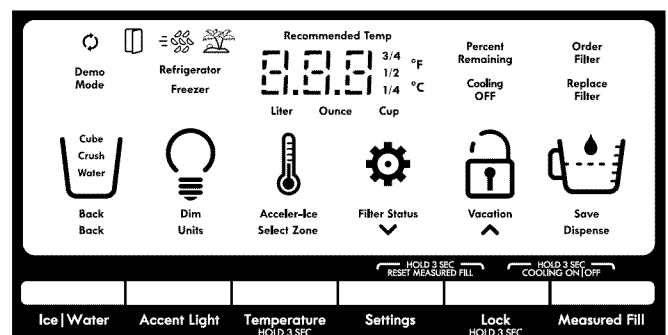 Recommended Temp
Demo
Mode
Refrigerator
Freezer
8.8.8
3/4
1/2
1/4
°F
°C
Liter Ounce Cup
Percent
Remaining
Cooling
OFF
Order
Filter
Replace
Filter
Cube
Crush
Water
Back
Back
Dim
Units
Acceler-Ice
Select Zone
Filter Status
Vacation
Save
Dispense
HOLD 3 SEC
RESET MEASURED FILL
HOLD 3 SEC
COOLING ON|OFF
Ice|Water
Accent Light
Temperature
HOLD 3 SEC
Settings
Lock
HOLD 3 SEC
Measured Fill